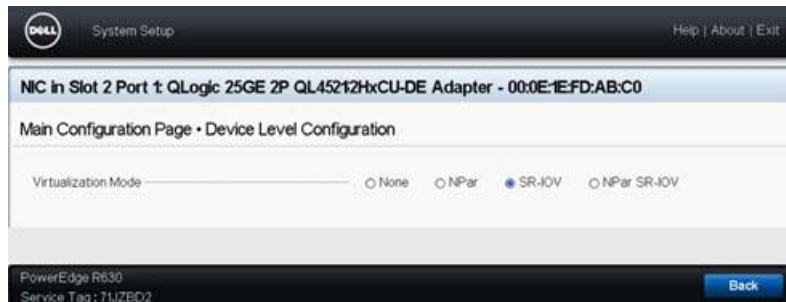 DELL
System Setup
Help | About | Exit
NIC in Slot 2 Port 1: QLogic 25GE 2P QL45212HxCU-DE Adapter - 00:0E:1E:FD:AB:C0
Main Configuration Page • Device Level Configuration
Virtualization Mode None NPar SR-IOV NPar SR-IOV
PowerEdge R630
Service Tag : 71JZBD2
Back